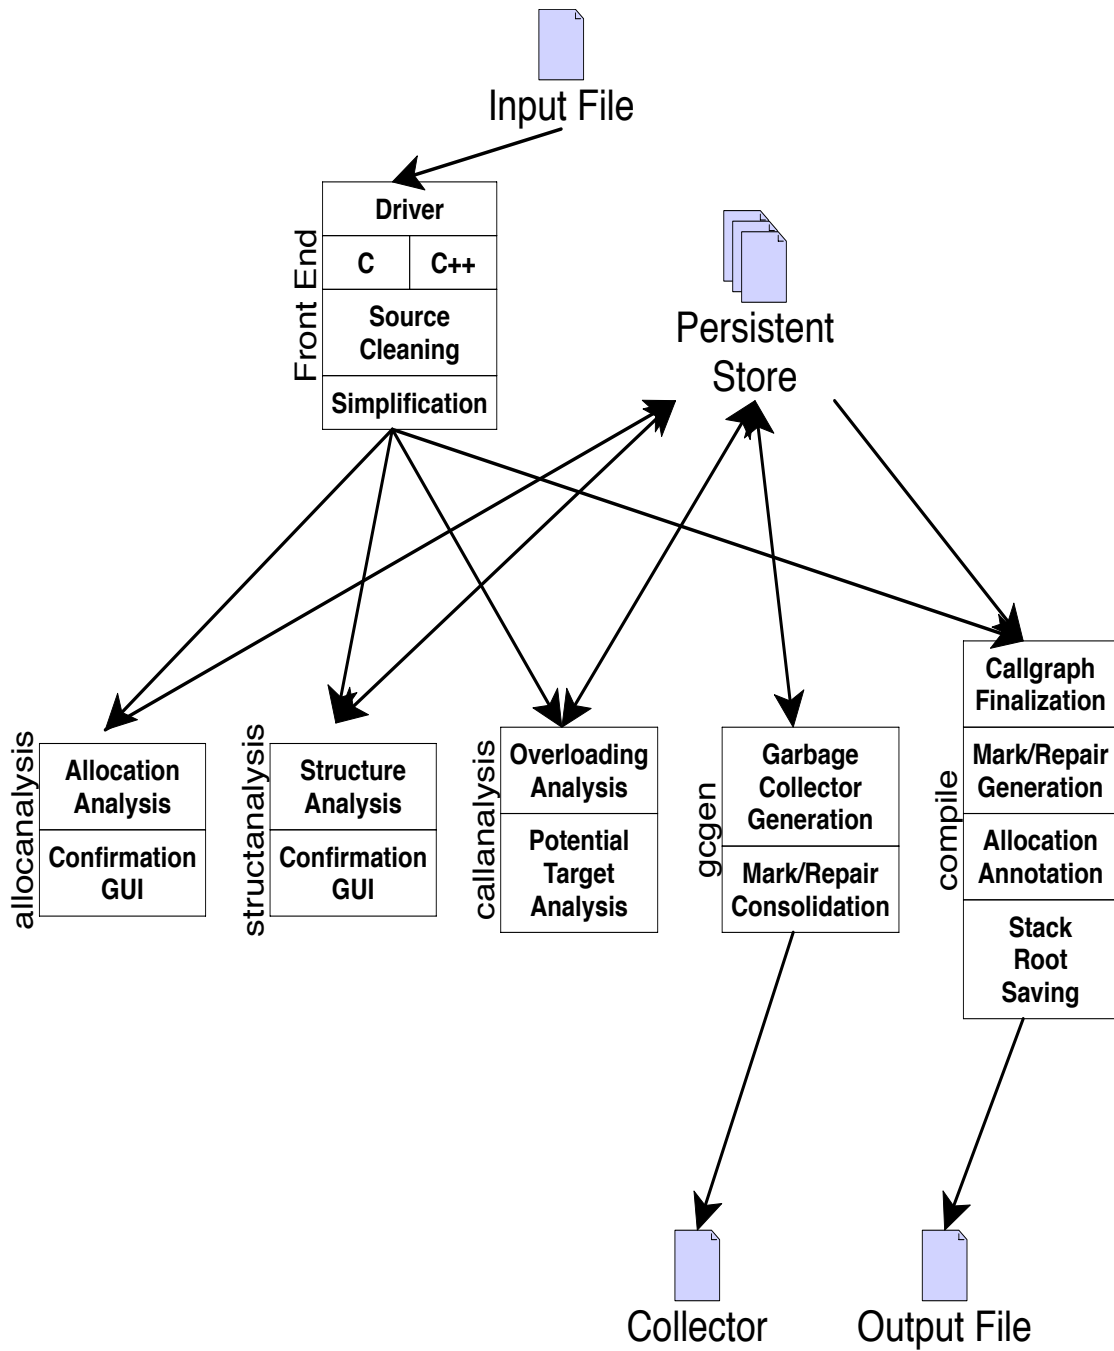 Input File
Front End
Driver
C
C++
Source
Cleaning
Simplification
Persistent
Store
allocanalysis
Allocation
Analysis
Confirmation
GUI
structanalysis
Structure
Analysis
Confirmation
GUI
callanalysis
Overloading
Analysis
Potential
Target
Analysis
gcgen
Garbage
Collector
Generation
Mark/Repair
Consolidation
compile
Callgraph
Finalization
Mark/Repair
Generation
Allocation
Annotation
Stack
Root
Saving
Collector
Output File